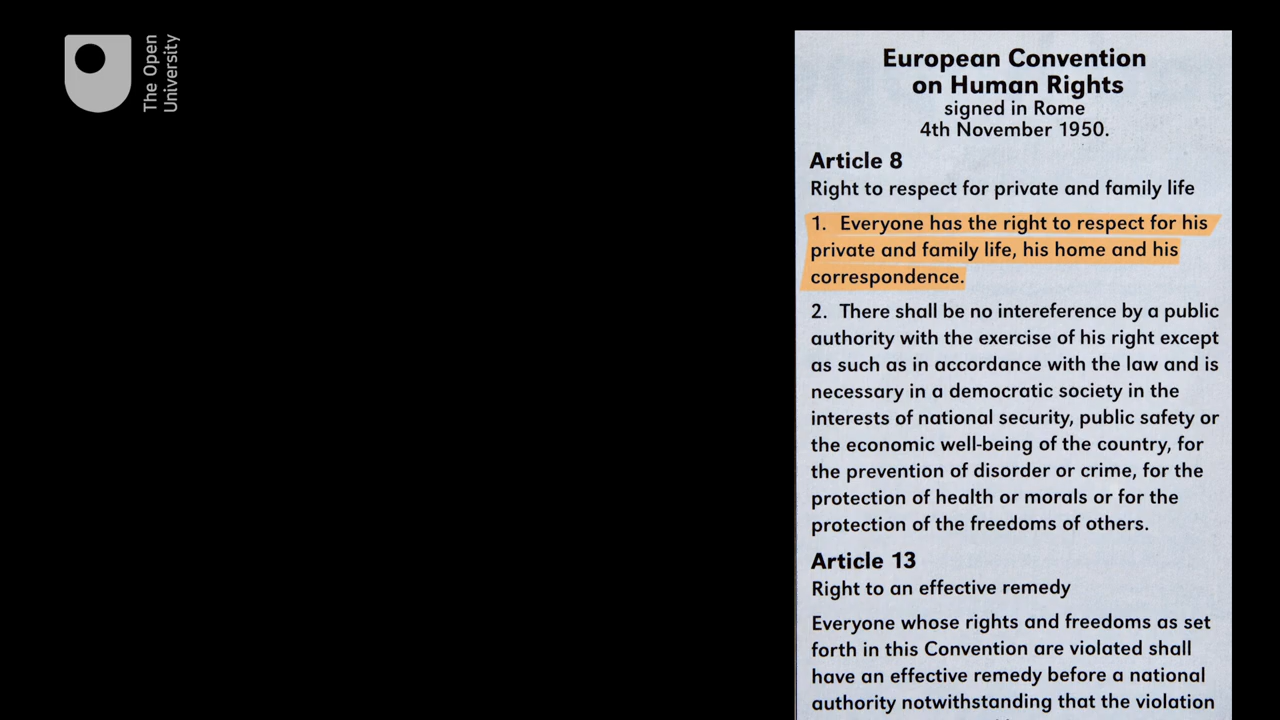 The Open
University
European Convention
on Human Rights
signed in Rome
4th November 1950.
Article 8
Right to respect for private and family life
1. Everyone has the right to respect for his
private and family life, his home and his
correspondence.
2. There shall be no intereference by a public
authority with the exercise of his right except
as such as in accordance with the law and is
necessary in a democratic society in the
interests of national security, public safety or
the economic well-being of the country, for
the prevention of disorder or crime, for the
protection of health or morals or for the
protection of the freedoms of others.
Article 13
Right to an effective remedy
Everyone whose rights and freedoms as set
forth in this Convention are violated shall
have an effective remedy before a national
authority notwithstanding that the violation